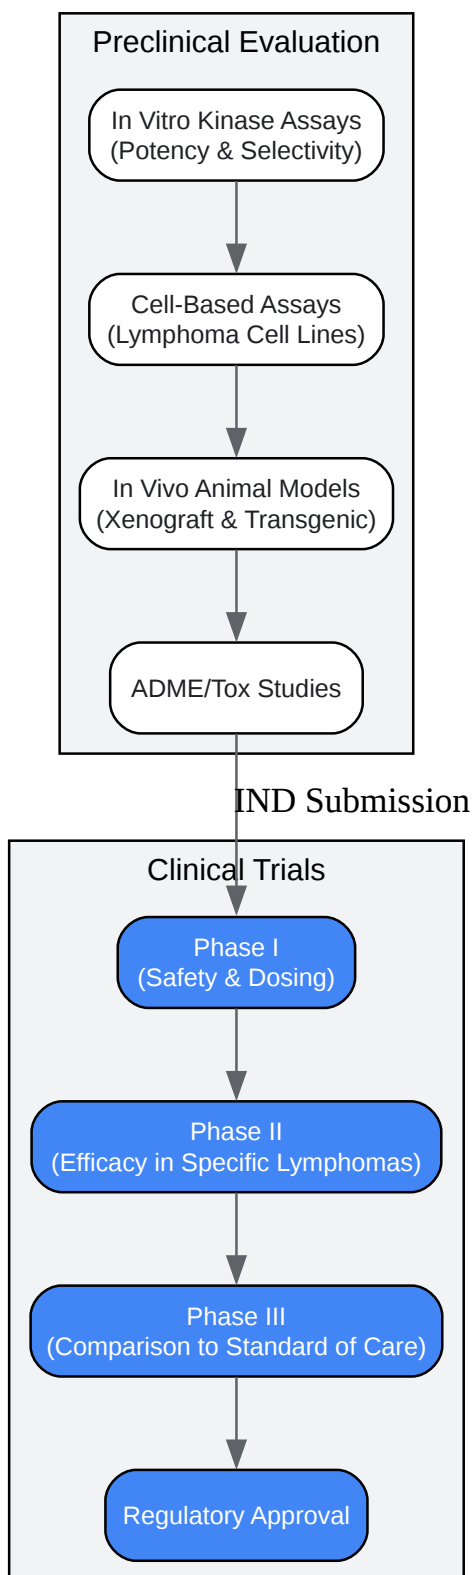 Preclinical Evaluation
In Vitro Kinase Assays
(Potency & Selectivity)
Cell-Based Assays
(Lymphoma Cell Lines)
In Vivo Animal Models
(Xenograft & Transgenic)
ADME/Tox Studies
IND Submission
Clinical Trials
Phase I
(Safety & Dosing)
Phase II
(Efficacy in Specific Lymphomas)
Phase III
(Comparison to Standard of Care)
Regulatory Approval